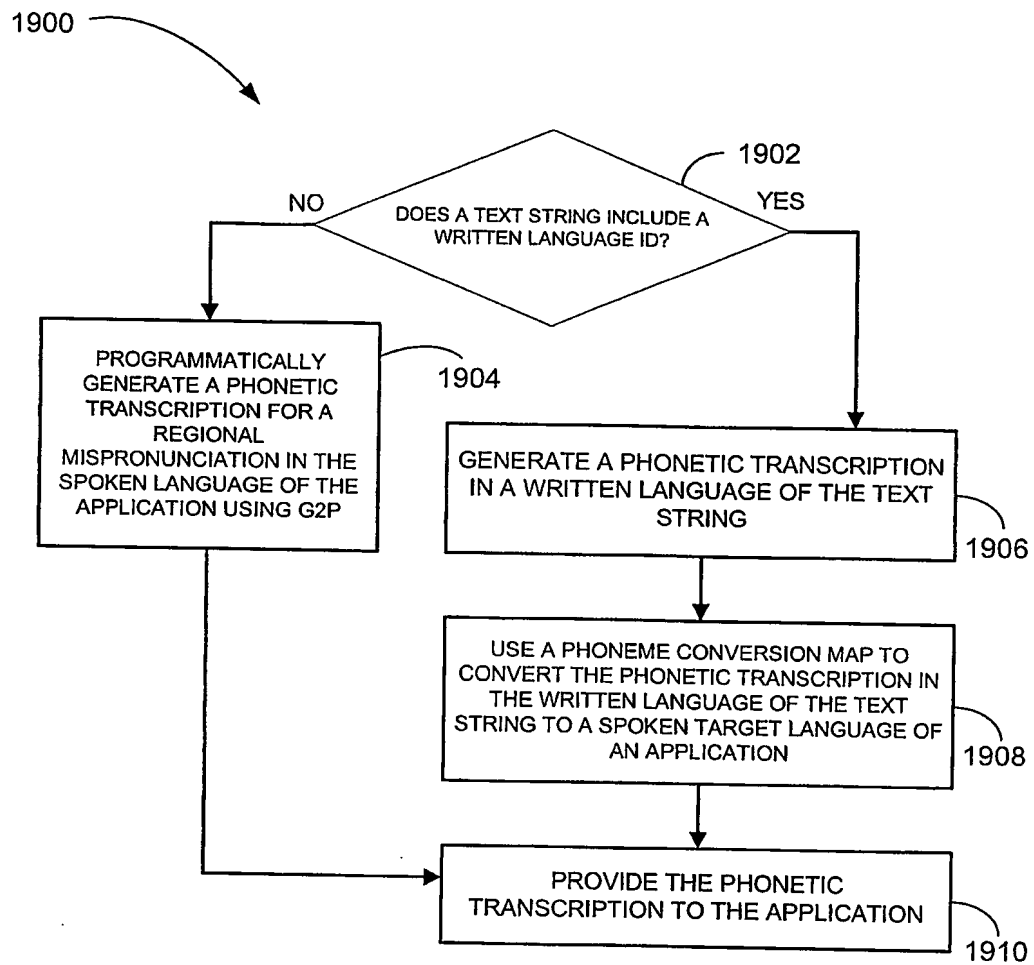 1900
1902
NO
YES
DOES A TEXT STRING INCLUDE A
WRITTEN LANGUAGE ID?
PROGRAMMATICALLY
GENERATE A PHONETIC
TRANSCRIPTION FOR A
REGIONAL
MISPRONUNCIATION IN THE
SPOKEN LANGUAGE OF THE
APPLICATION USING G2P
1904
GENERATE A PHONETIC TRANSCRIPTION
IN A WRITTEN LANGUAGE OF THE TEXT
STRING
1906
USE A PHONEME CONVERSION MAP TO
CONVERT THE PHONETIC TRANSCRIPTION IN
THE WRITTEN LANGUAGE OF THE TEXT
STRING TO A SPOKEN TARGET LANGUAGE OF
AN APPLICATION
1908
PROVIDE THE PHONETIC
TRANSCRIPTION TO THE APPLICATION
1910